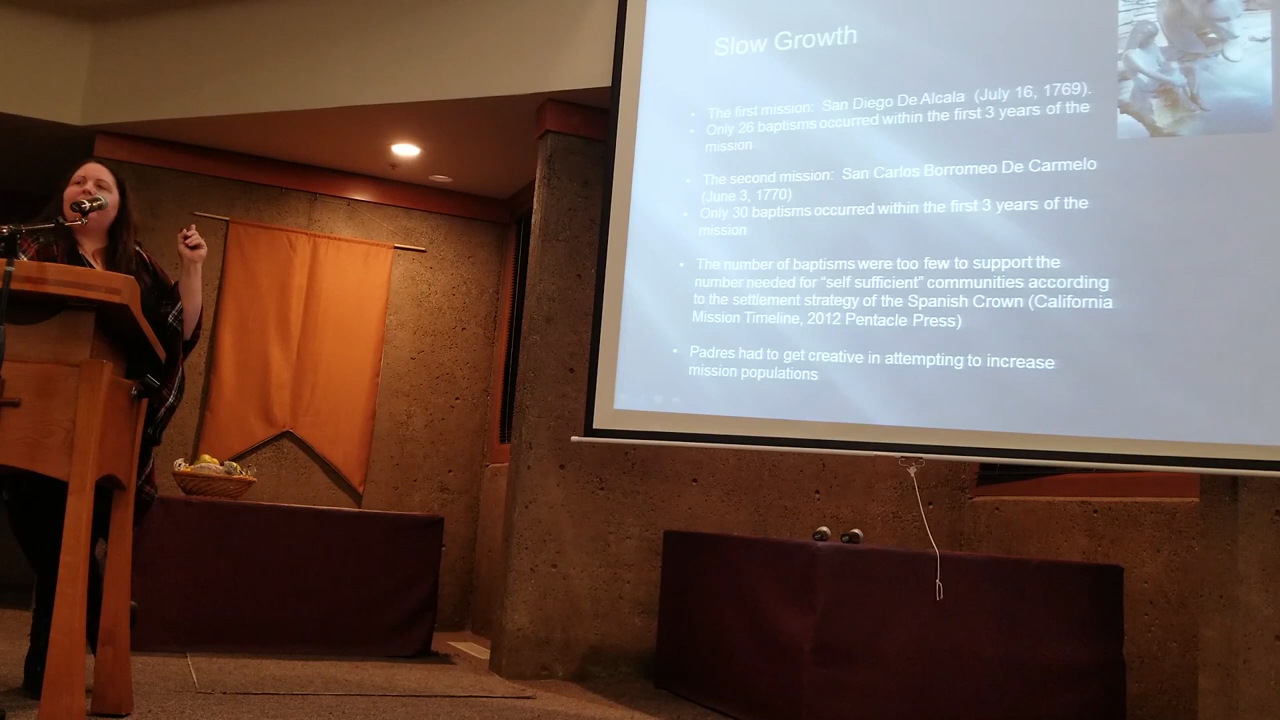 Slow Growth
• The first mission: San Diego De Alcala (July 16, 1769).
• Only 26 baptisms occurred within the first 3 years of the
mission
• The second mission: San Carlos Borromeo De Carmelo
(June 3, 1770)
• Only 30 baptisms occurred within the first 3 years of the
mission
• The number of baptisms were too few to support the
number needed for "self sufficient" communities according
to the settlement strategy of the Spanish Crown (California
Mission Timeline, 2012 Pentacle Press)
• Padres had to get creative in attempting to increase
mission populations